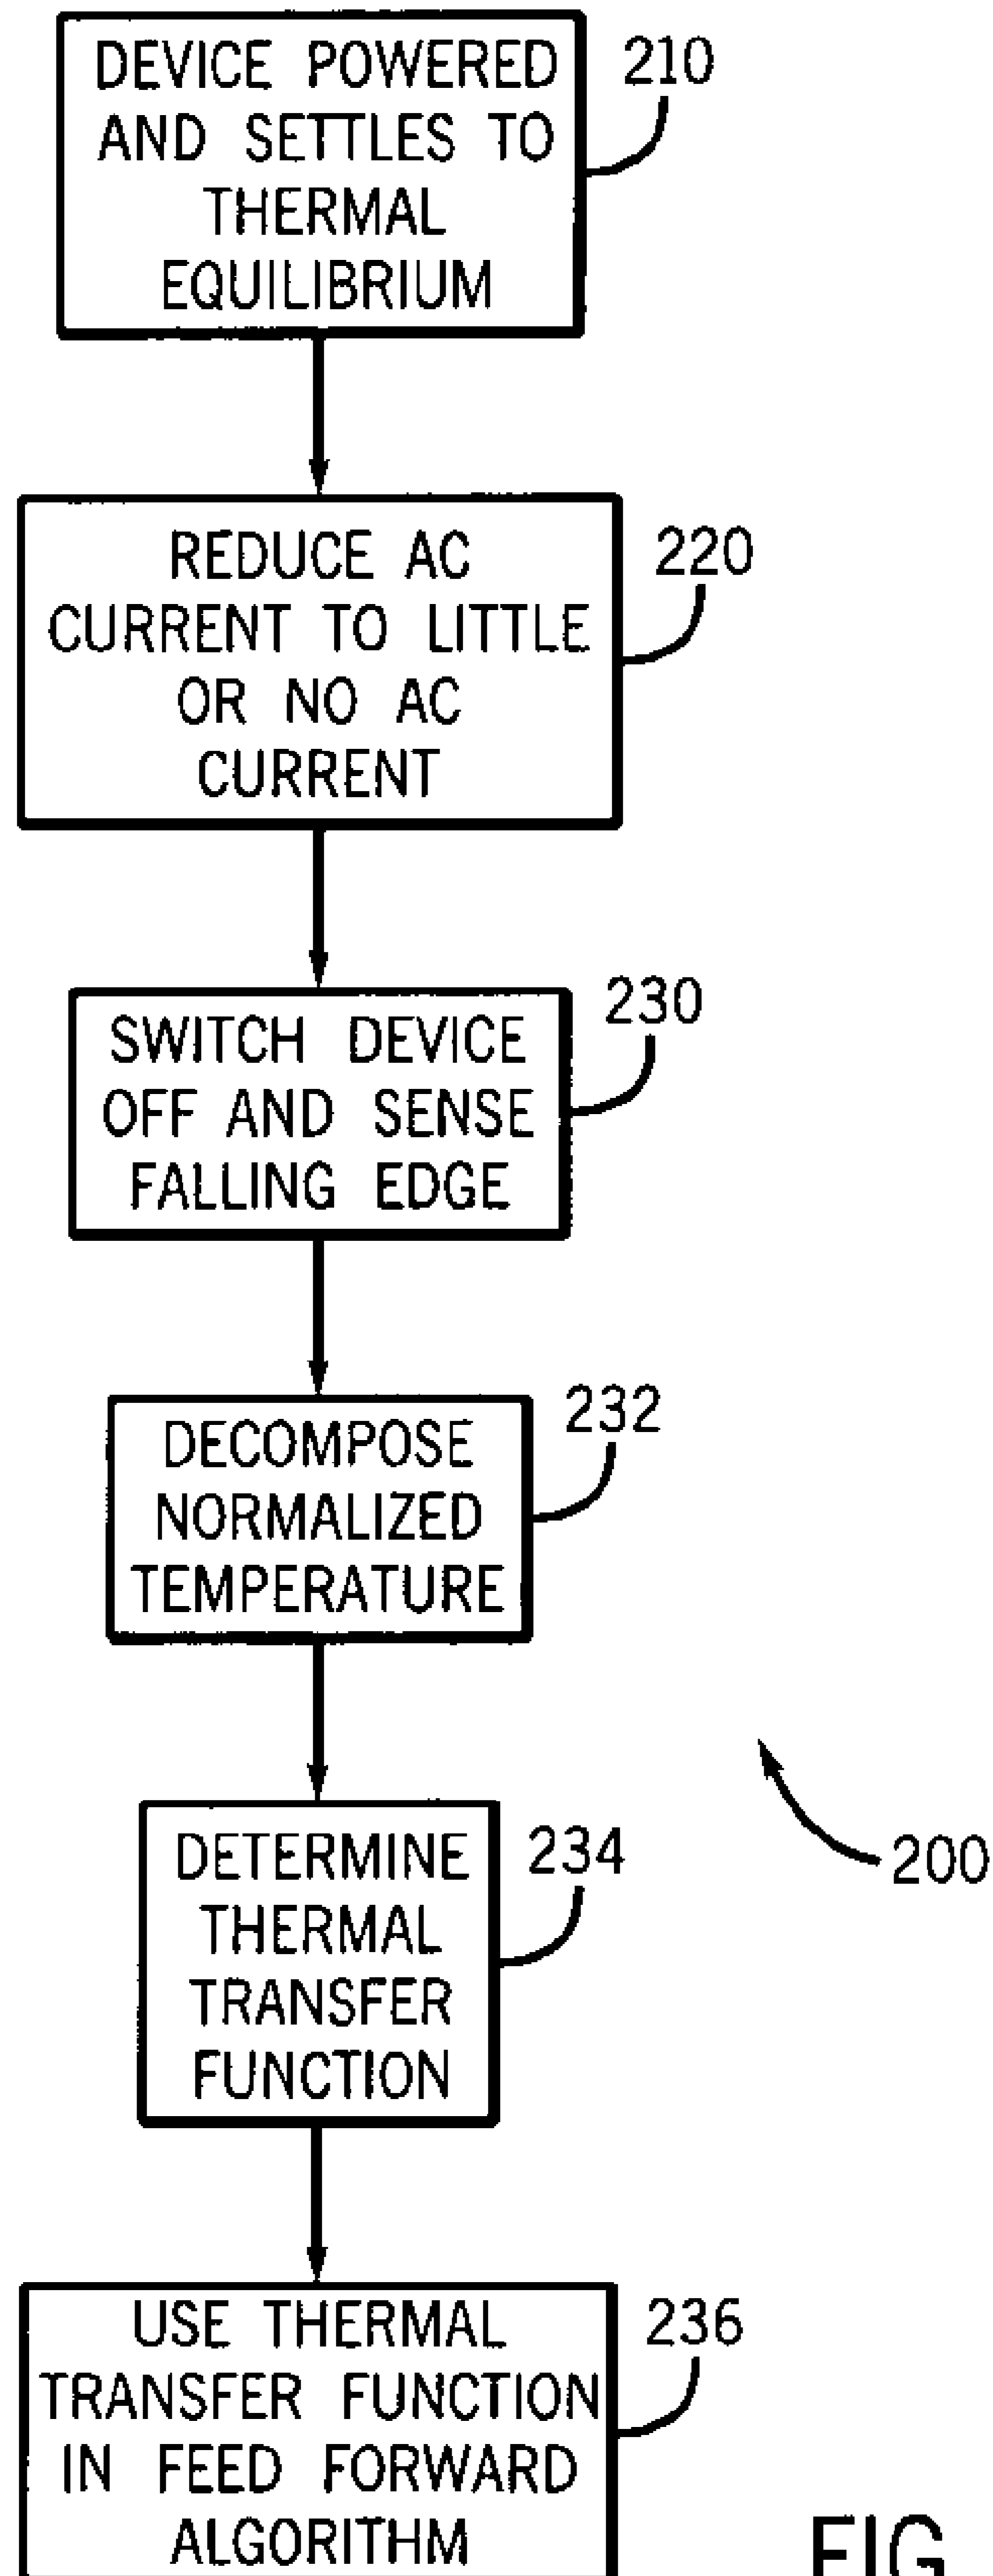 DEVICE POWERED
AND SETTLES TO
THERMAL
EQUILIBRIUM
210
REDUCE AC
CURRENT TO LITTLE
OR NO AC
CURRENT
220
SWITCH DEVICE
OFF AND SENSE
FALLING EDGE
230
DECOMPOSE
NORMALIZED
TEMPERATURE
232
DETERMINE
THERMAL
TRANSFER
FUNCTION
234
200
USE THERMAL
TRANSFER FUNCTION
IN FEED FORWARD
ALGORITHM
236
FIG